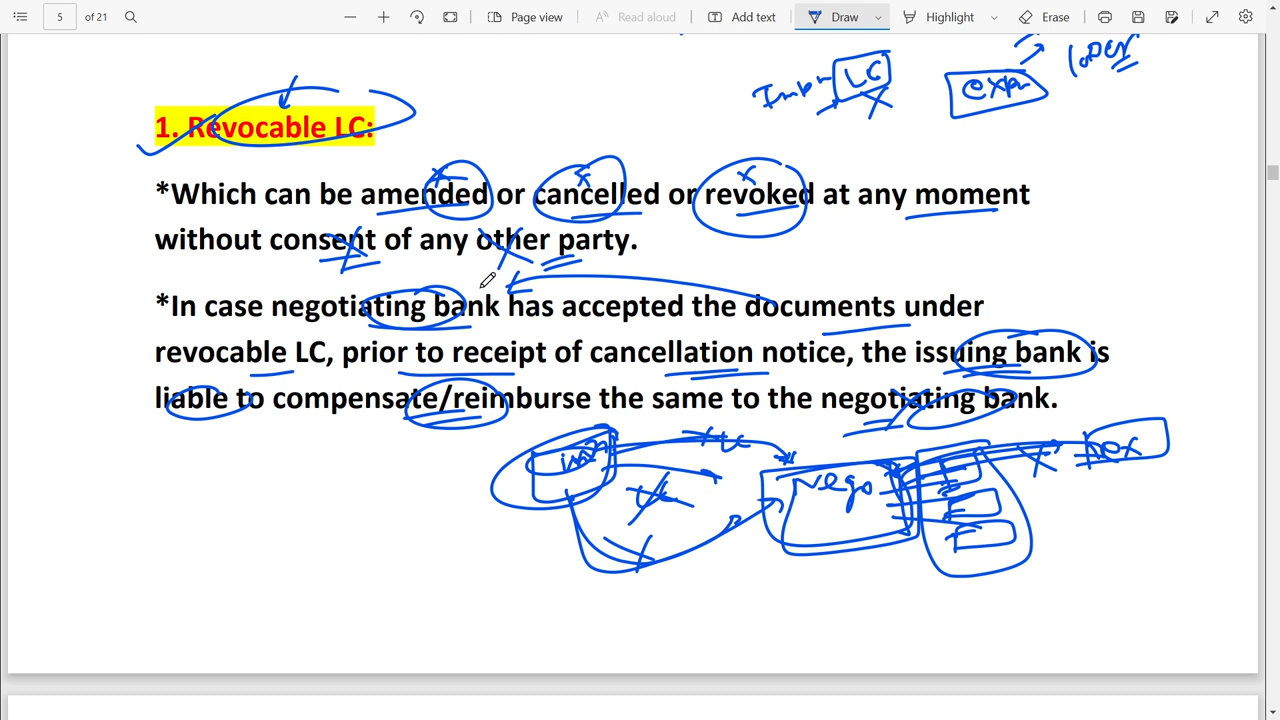 5 of 21 Page view Read aloud Add text Draw Highlight Erase
LC
1. Revocable LC:
*Which can be amended or cancelled or revoked at any moment
without consent of any other party.
*In case negotiating bank has accepted the documents under
revocable LC, prior to receipt of cancellation notice, the issuing bank is
liable to compensate/reimburse the same to the negotiating bank.
Nego